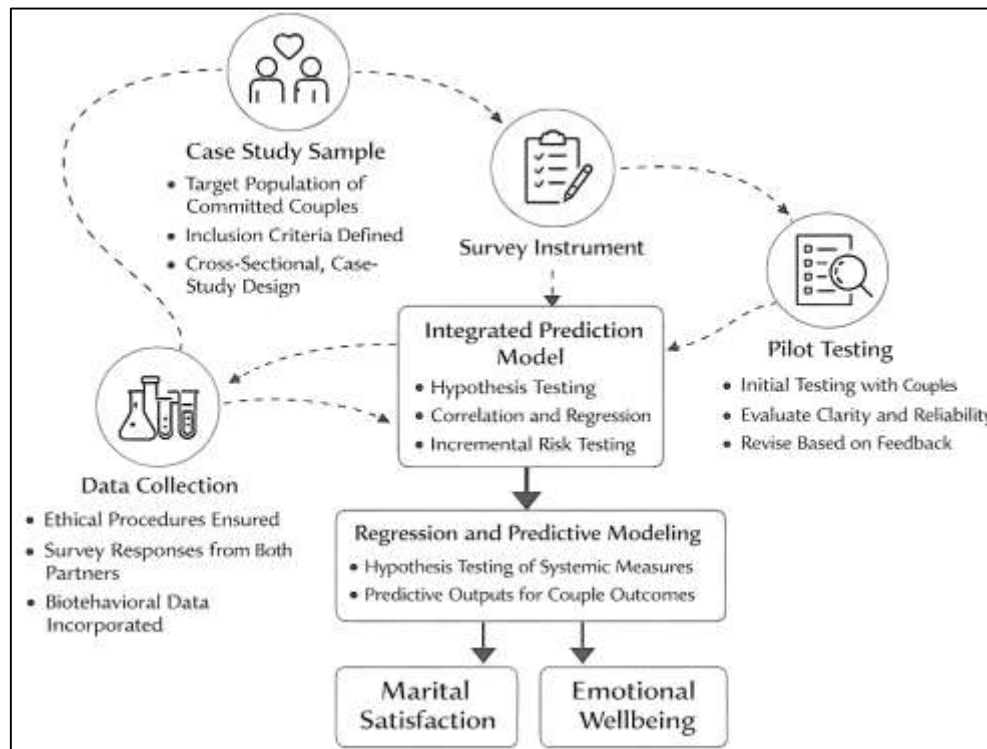 Case Study Sample
• Target Population of
Committed Couples
• Inclusion Criteria Defined
• Cross-Sectional, Case-
Study Design
Survey Instrument
Pilot Testing
• Initial Testing with Couples
• Evaluate Clarity and Reliability
• Revise Based on Feedback
Integrated Prediction
Model
• Hypothesis Testing
• Correlation and Regression
• Incremental Risk Testing
Data Collection
• Ethical Procedures Ensured
• Survey Responses from Both
Partners
• Biotehavioral Data
Incorporated
Regression and Predictive Modeling
• Hypothesis Testing of Systemic Measures
• Predictive Outputs for Couple Outcomes
Marital
Satisfaction
Emotional
Wellbeing